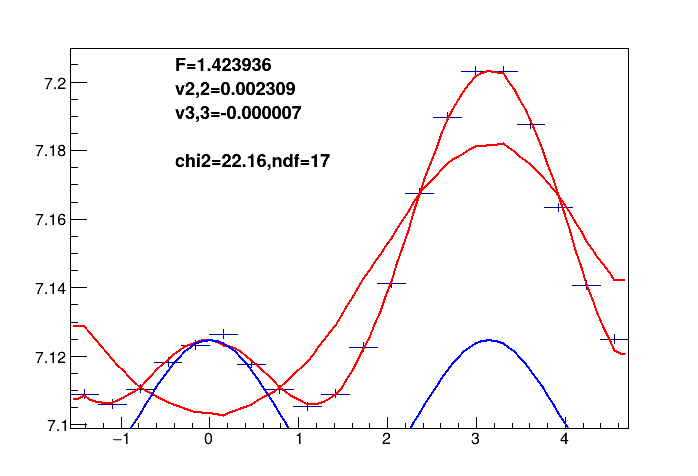 F=1.423936
v2,2=0.002309
v3,3=-0.000007
chi2=22.16,ndf=17
7.2
7.18
7.16
7.14
7.12
7.1
−1 0 1 2 3 4